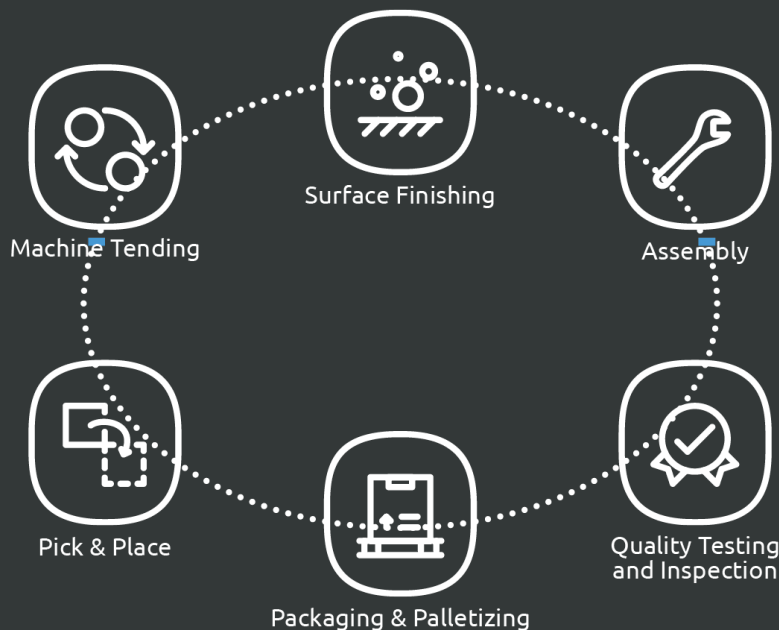 Surface Finishing
Machine Tending
Assembly
Pick & Place
Quality Testing
and Inspection
Packaging & Palletizing